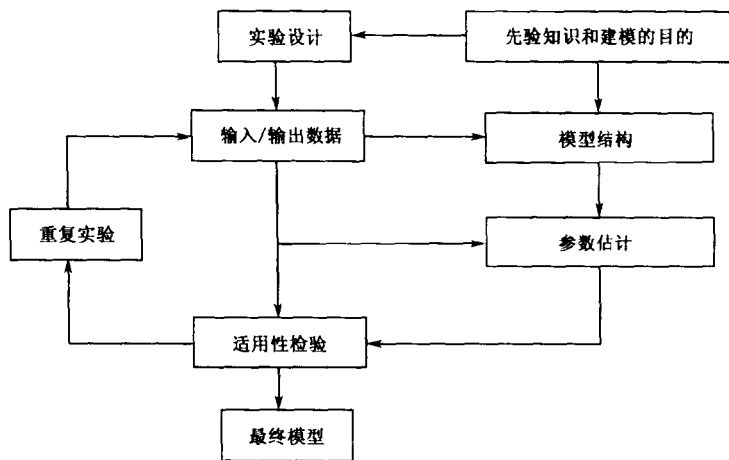 实验设计
先验知识和建模的目的
输入/输出数据
模型结构
重复实验
参数估计
适用性检验
最终模型